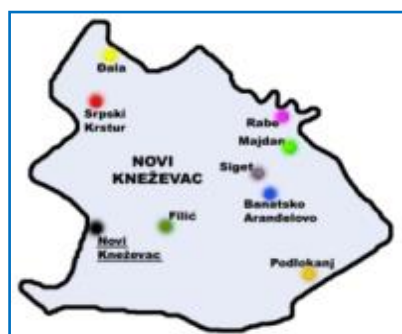 Đala
Srpski
Krstur
Rabe
Majdan
NOVI
KNEŽEVAC
Siget
Banatsko
Aranđelovo
Filić
Novi
Kneževac
Podlokanj